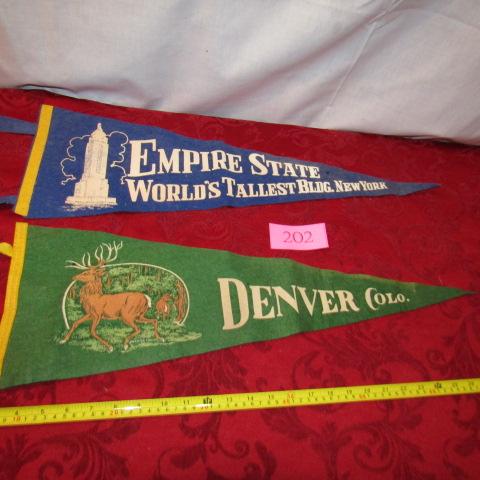 EMPIRE STATE
WORLD'S TALLEST BLDG. NEW YORK
202
DENVER COLO.